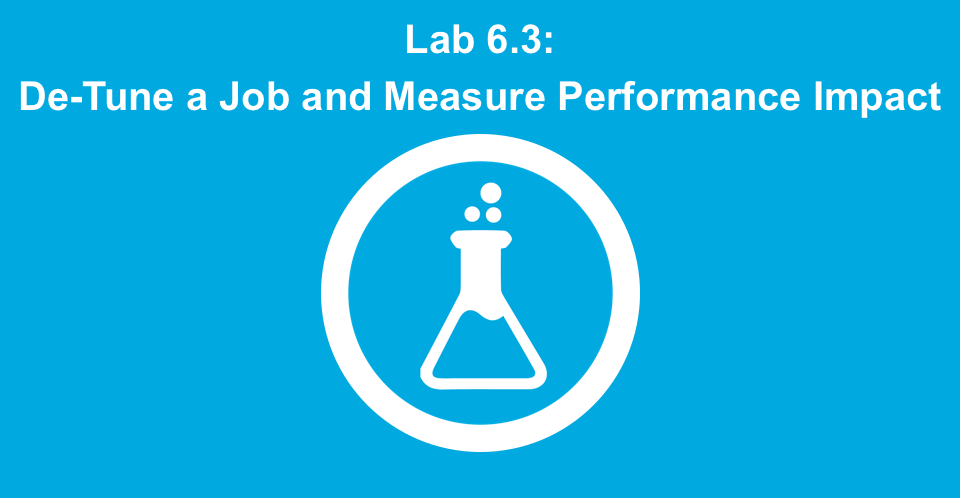 Lab 6.3:
De-Tune a Job and Measure Performance Impact